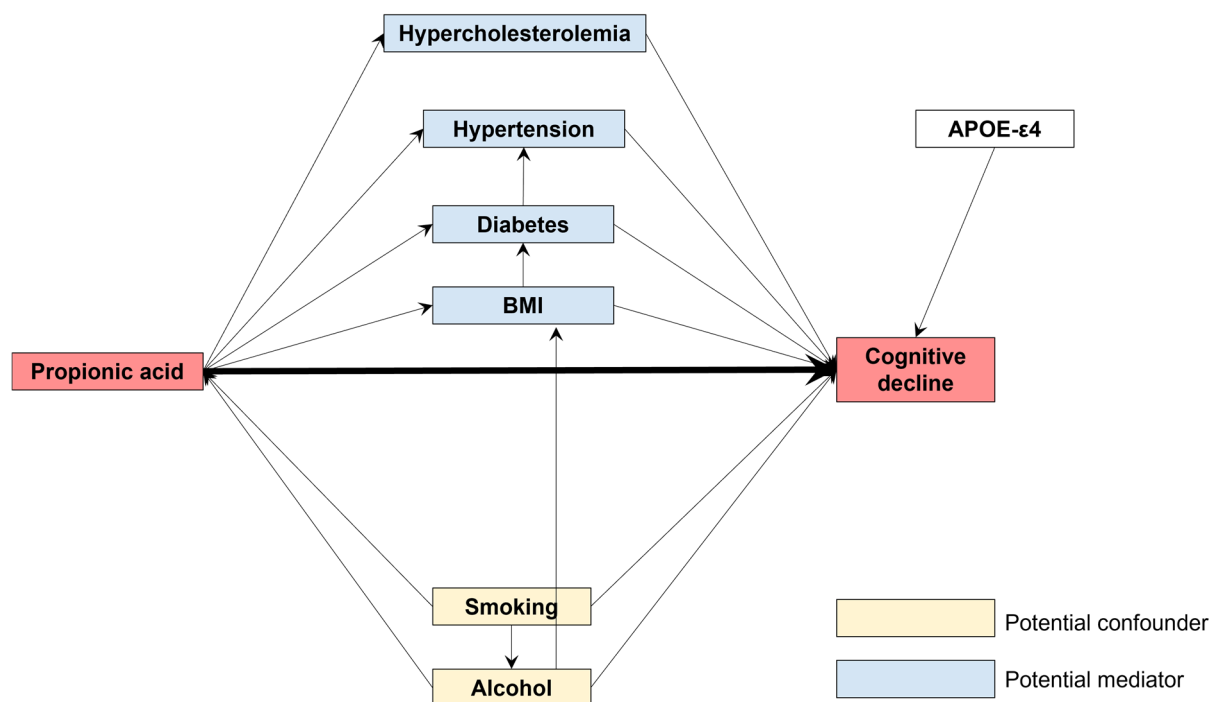 Hypercholesterolemia
Hypertension
APOE-ε4
Diabetes
BMI
Propionic acid
Cognitive
decline
Smoking
Alcohol
Potential confounder
Potential mediator